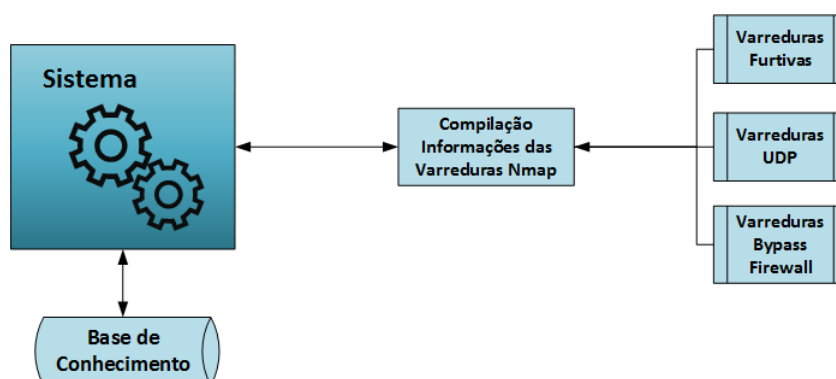 Sistema
Compilação
Informações das
Varreduras Nmap
Varreduras
Furtivas
Varreduras
UDP
Varreduras
Bypass
Firewall
Base de
Conhecimento